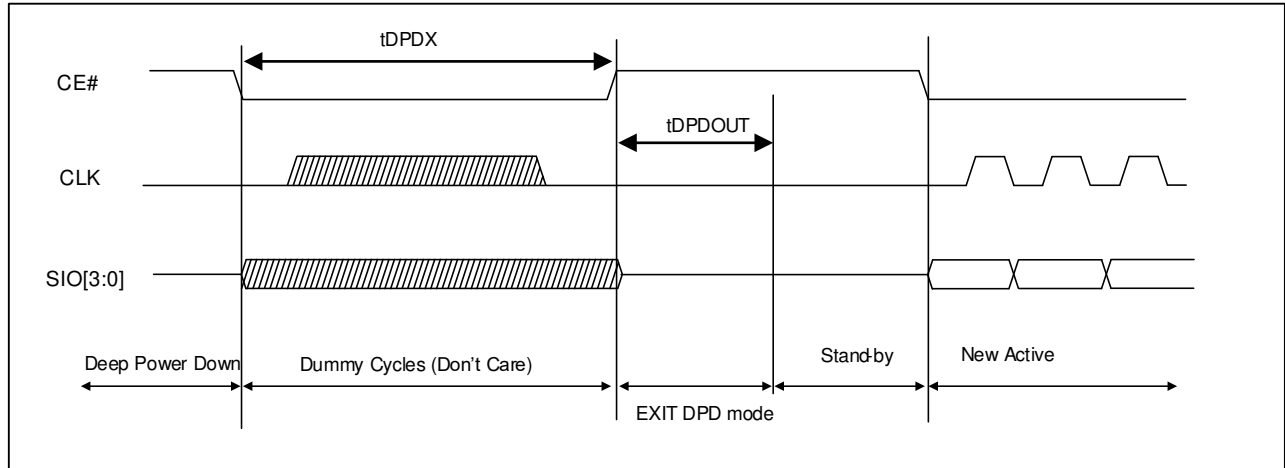 tDPDX
CE#
tDPDOUT
CLK
SIO[3:0]
Deep Power Down
Dummy Cycles (Don't Care)
Stand-by
New Active
EXIT DPD mode